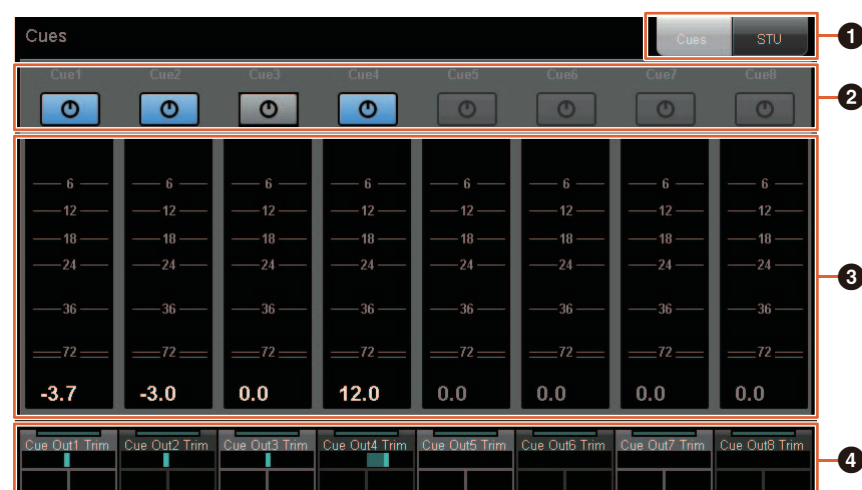 Cues Cues STU 1
Cue1 Cue2 Cue3 Cue4 Cue5 Cue6 Cue7 Cue8 2
6 6 6 6 6 6 6 6
12 12 12 12 12 12 12 12
18 18 18 18 18 18 18 18
24 24 24 24 24 24 24 24 3
36 36 36 36 36 36 36 36
72 72 72 72 72 72 72 72
-3.7 -3.0 0.0 12.0 0.0 0.0 0.0 0.0
Cue Out1 Trim Cue Out2 Trim Cue Out3 Trim Cue Out4 Trim Cue Out5 Trim Cue Out6 Trim Cue Out7 Trim Cue Out8 Trim
4